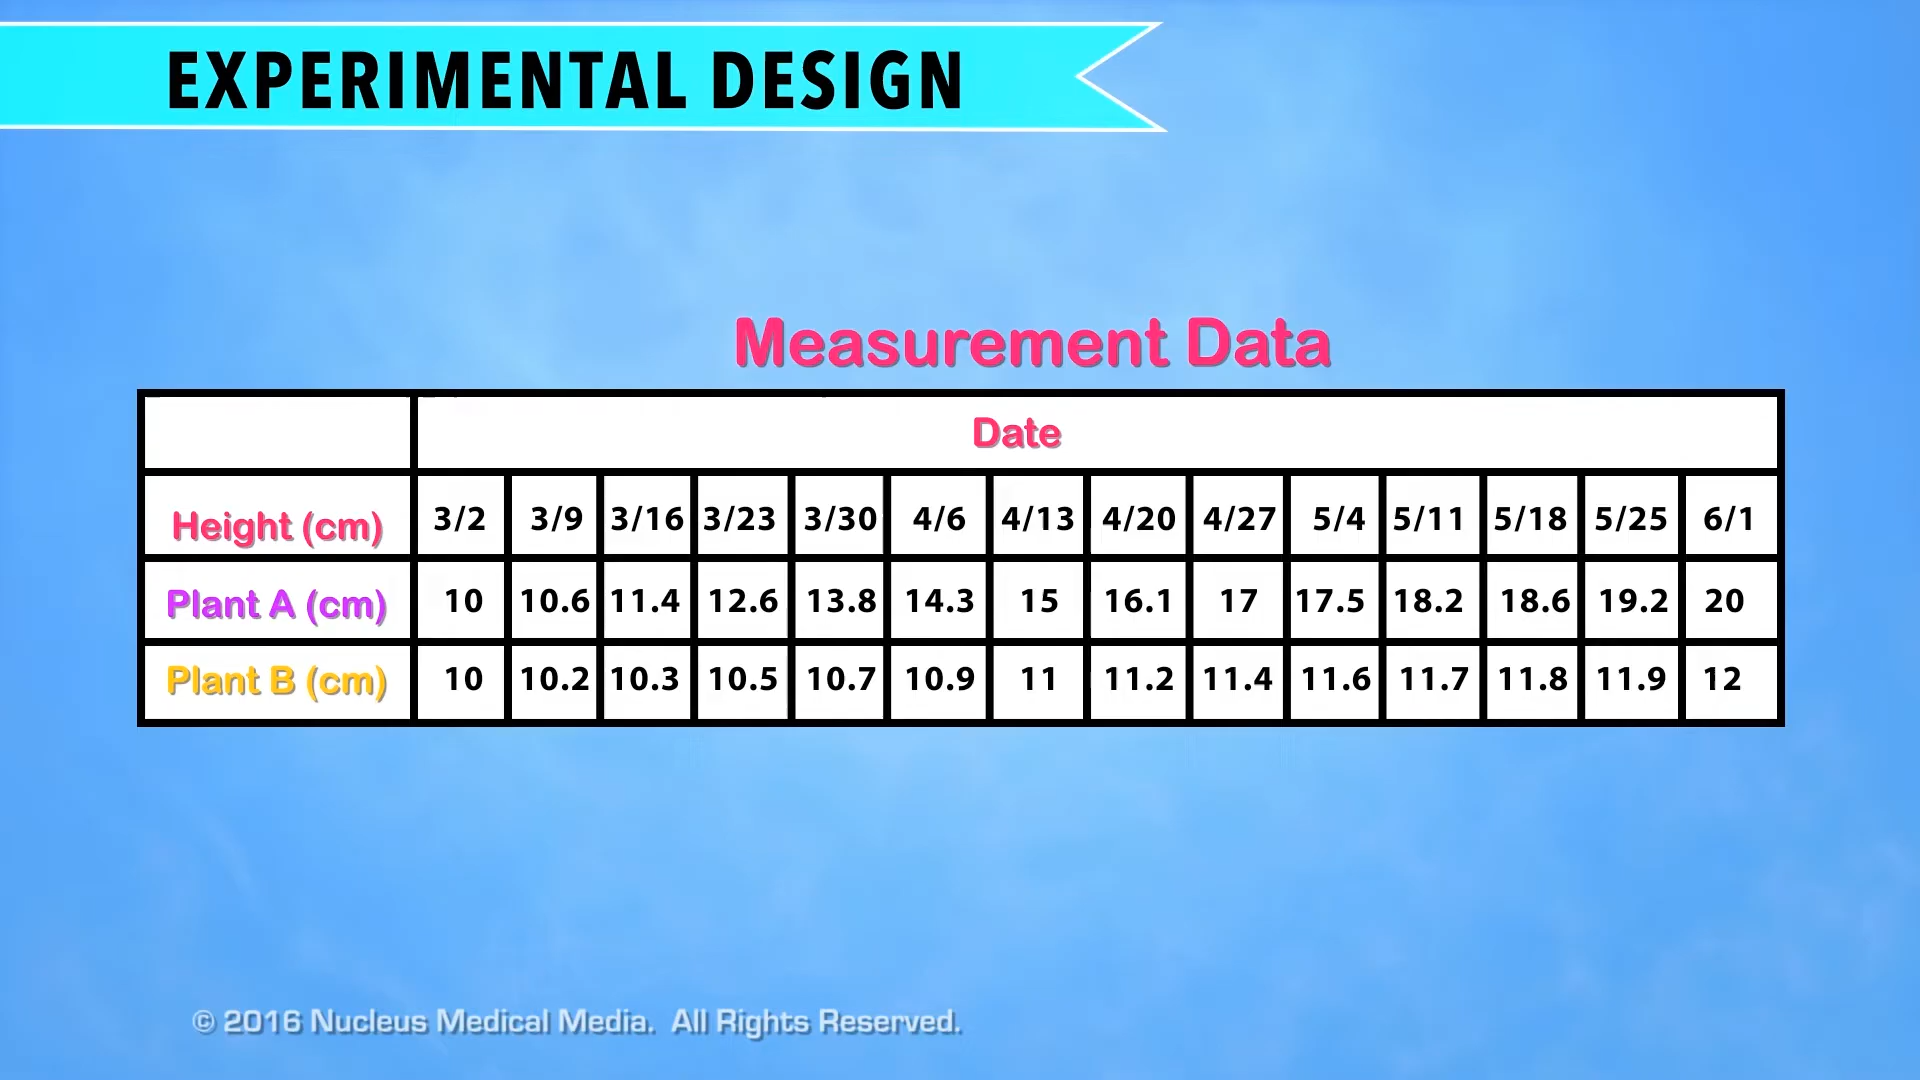 EXPERIMENTAL DESIGN
Measurement Data
Date
Height (cm) 3/2 3/9 3/16 3/23 3/30 4/6 4/13 4/20 4/27 5/4 5/11 5/18 5/25 6/1
Plant A (cm) 10 10.6 11.4 12.6 13.8 14.3 15 16.1 17 17.5 18.2 18.6 19.2 20
Plant B (cm) 10 10.2 10.3 10.5 10.7 10.9 11 11.2 11.4 11.6 11.7 11.8 11.9 12
© 2016 Nucleus Medical Media. All Rights Reserved.